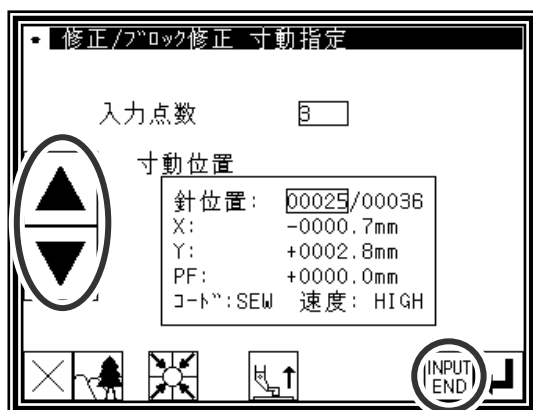 修正/ブロック修正 寸動指定
入力点数 3
寸動位置
針位置: 00025/00036
X: -0000.7mm
Y: +0002.8mm
PF: +0000.0mm
コード:SEW 速度: HIGH
INPUT
END